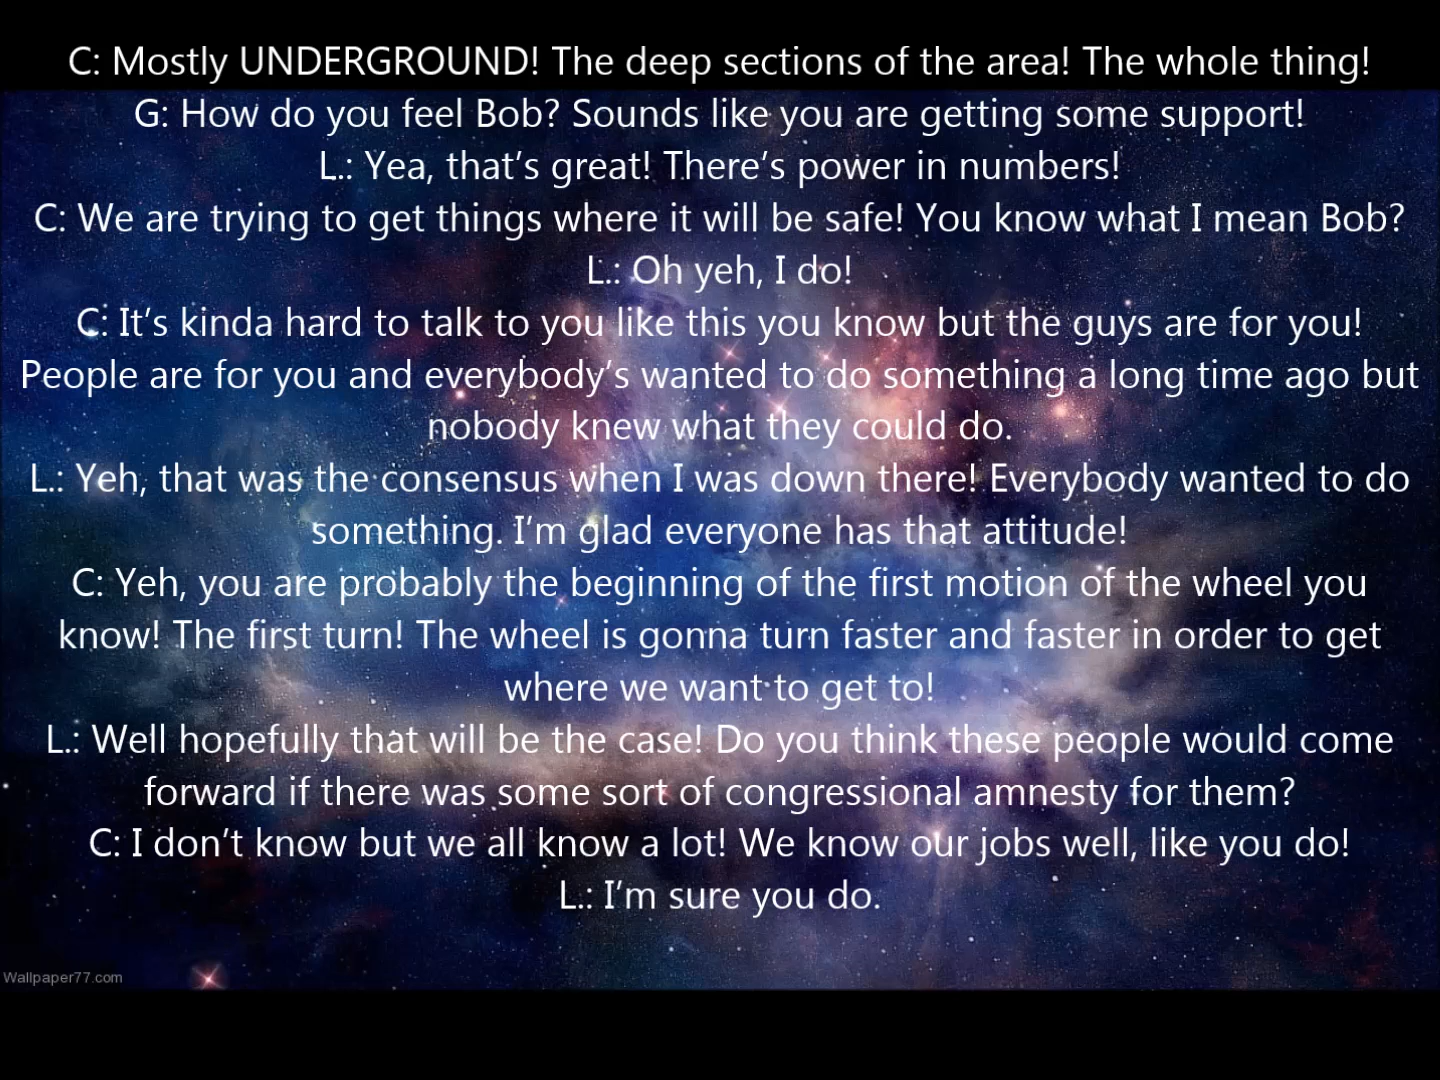 C: Mostly UNDERGROUND! The deep sections of the area! The whole thing!
G: How do you feel Bob? Sounds like you are getting some support!
L.: Yea, that’s great! There’s power in numbers!
C: We are trying to get things where it will be safe! You know what I mean Bob?
L.: Oh yeh, I do!
C: It’s kinda hard to talk to you like this you know but the guys are for you!
People are for you and everybody’s wanted to do something a long time ago but
nobody knew what they could do.
L.: Yeh, that was the consensus when I was down there! Everybody wanted to do
something. I’m glad everyone has that attitude!
C: Yeh, you are probably the beginning of the first motion of the wheel you
know! The first turn! The wheel is gonna turn faster and faster in order to get
where we want to get to!
L.: Well hopefully that will be the case! Do you think these people would come
forward if there was some sort of congressional amnesty for them?
C: I don’t know but we all know a lot! We know our jobs well, like you do!
L.: I’m sure you do.
Wallpaper77.com